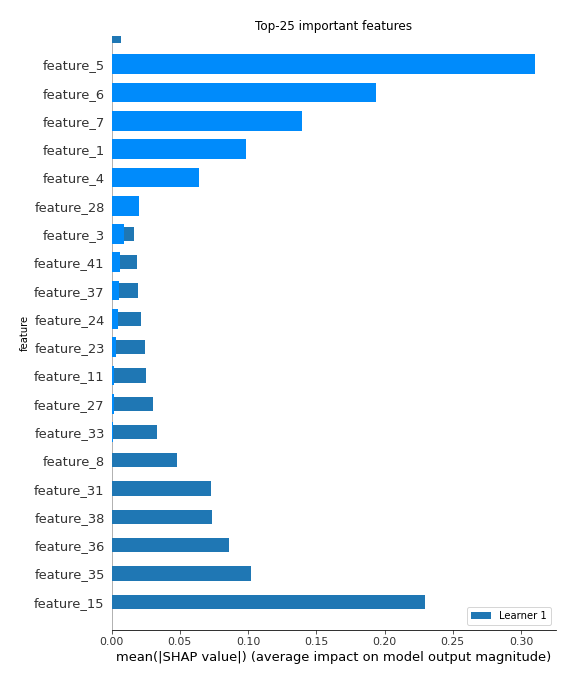 Top-25 important features
feature_5
feature_6
feature_7
feature_1
feature_4
feature_28
feature_3
feature_41
feature_37
feature_24
feature_23
feature_11
feature_27
feature_33
feature_8
feature_31
feature_38
feature_36
feature_35
feature_15
feature
Learner 1
0.00 0.05 0.10 0.15 0.20 0.25 0.30
mean(|SHAP value|) (average impact on model output magnitude)